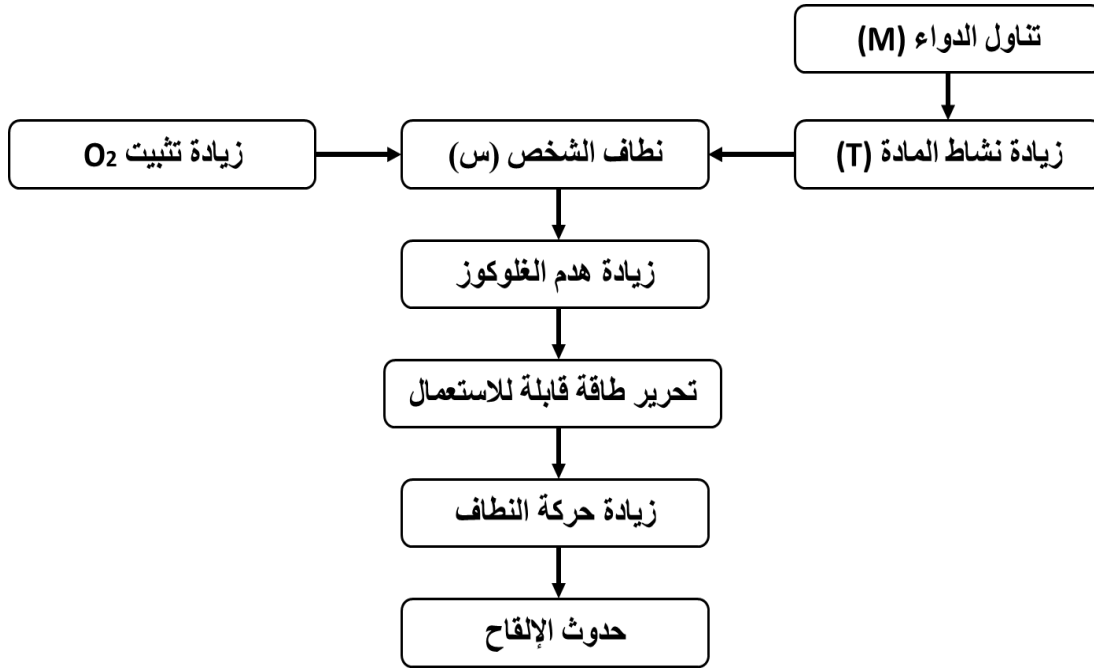 تناول الدواء (M)
زيادة نشاط المادة (T)
نطاف الشخص (س)
زيادة تثبيت O₂
زيادة هدم الغلوكوز
تحرير طاقة قابلة للاستعمال
زيادة حركة النطاف
حدوث الإلقاح